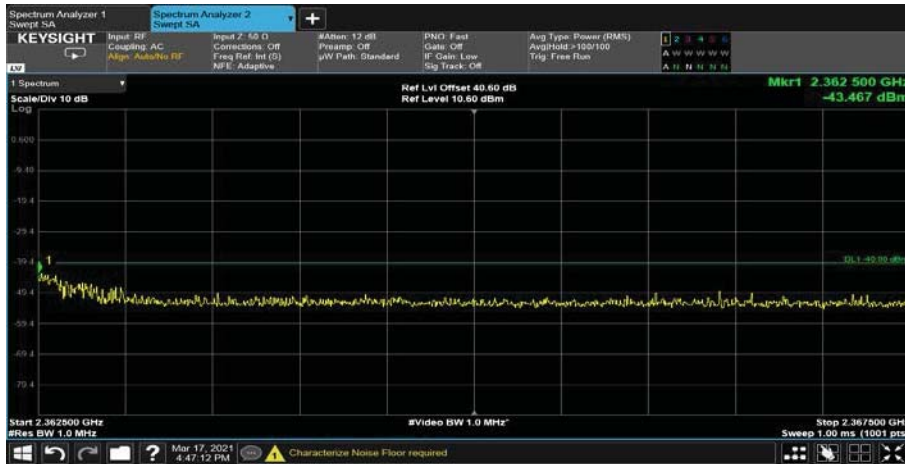 Spectrum Analyzer 1
Swept SA
Spectrum Analyzer 2
Swept SA
KEYSIGHT
Input: RF
Coupling: AC
Align: Auto/No RF
Input Z: 50 Ω
Corrections: Off
Freq Ref: Int (S)
NFE: Adaptive
#Atten: 12 dB
Preamp: Off
µW Path: Standard
PNO: Fast
Gate: Off
IF Gain: Low
Sig Track: Off
Avg Type: Power (RMS)
Avg|Hold:>100/100
Trig: Free Run
1 2 3 4 5 6
A W W W W W
A N N N N N
LXI
1 Spectrum
Scale/Div 10 dB
Log
Ref Lvl Offset 40.60 dB
Ref Level 10.60 dBm
Mkr1 2.362 500 GHz
-43.467 dBm
0.600
-9.40
-19.4
-29.4
-39.4
1
DL1 -40.00 dBm
-49.4
-59.4
-69.4
-79.4
Start 2.362500 GHz
#Res BW 1.0 MHz
#Video BW 1.0 MHz*
Stop 2.367500 GH
Sweep 1.00 ms (1001 pts
?
Mar 17, 2021
4:47:12 PM
Characterize Noise Floor required